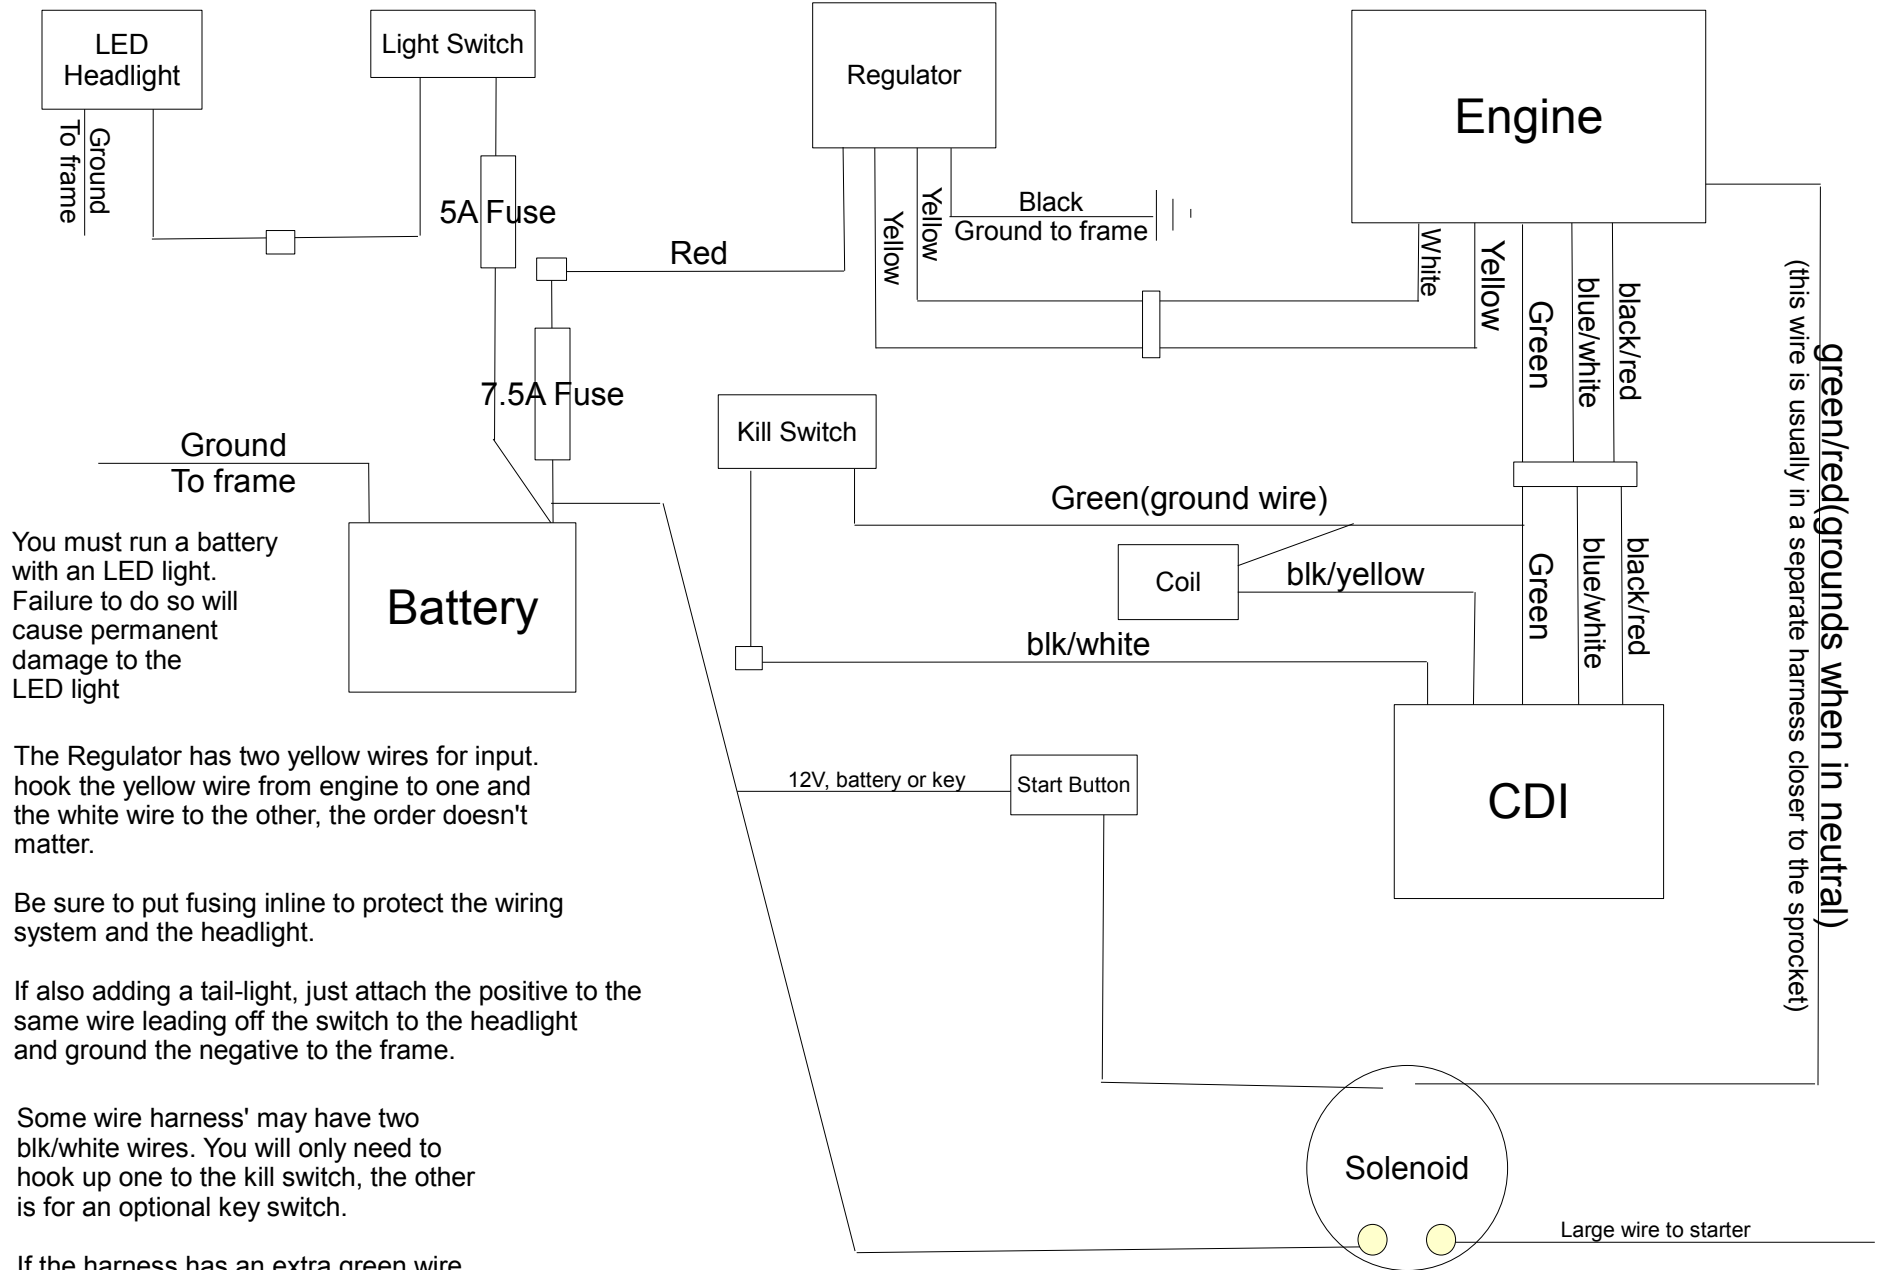 LED
Headlight
Light Switch
Regulator
Engine
Ground
To frame
5A Fuse
Red
Yellow
Yellow
Black
Ground to frame
White
Yellow
Green
blue/white
black/red
green/red(grounds when in neutral)
(this wire is usually in a separate harness closer to the sprocket)
7.5A Fuse
Kill Switch
Ground
To frame
Green(ground wire)
Coil
blk/yellow
Green
blue/white
black/red
blk/white
Battery
You must run a battery
with an LED light.
Failure to do so will
cause permanent
damage to the
LED light
The Regulator has two yellow wires for input.
hook the yellow wire from engine to one and
the white wire to the other, the order doesn't
matter.
12V, battery or key
Start Button
CDI
Be sure to put fusing inline to protect the wiring
system and the headlight.
If also adding a tail-light, just attach the positive to the
same wire leading off the switch to the headlight
and ground the negative to the frame.
Some wire harness' may have two
blk/white wires. You will only need to
hook up one to the kill switch, the other
is for an optional key switch.
Solenoid
Large wire to starter
If the harness has an extra green wire